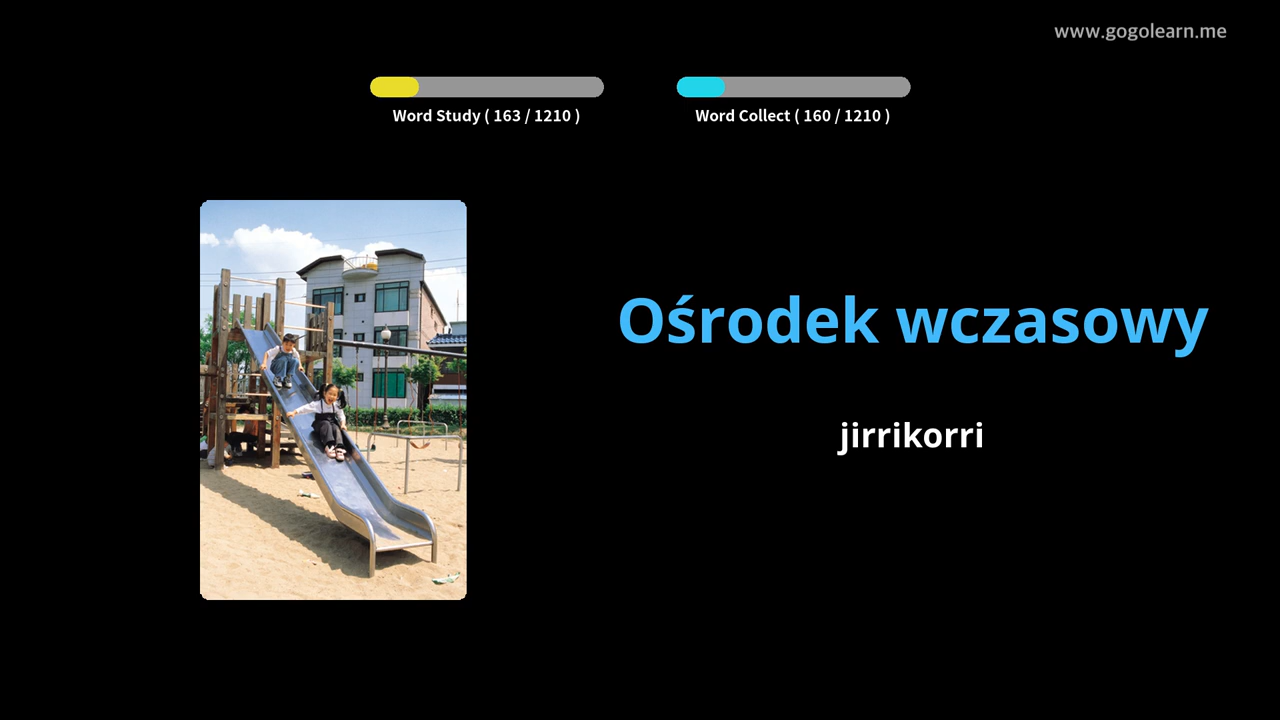 www.gogolearn.me
Word Study ( 163 / 1210 )
Word Collect ( 160 / 1210 )
Ośrodek wczasowy
jirrikorri